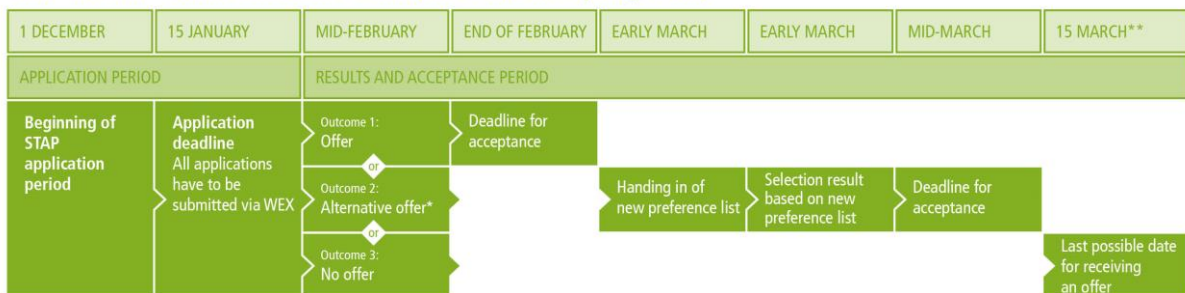 1 DECEMBER
15 JANUARY
MID-FEBRUARY
END OF FEBRUARY
EARLY MARCH
EARLY MARCH
MID-MARCH
15 MARCH**
APPLICATION PERIOD
RESULTS AND ACCEPTANCE PERIOD
Beginning of
STAP
application
period
Application
deadline
All applications
have to be
submitted via WEX
Outcome 1:
Offer
or
Outcome 2:
Alternative offer*
or
Outcome 3:
No offer
Deadline for
acceptance
Handing in of
new preference list
Selection result
based on new
preference list
Deadline for
acceptance
Last possible date
for receiving
an offer